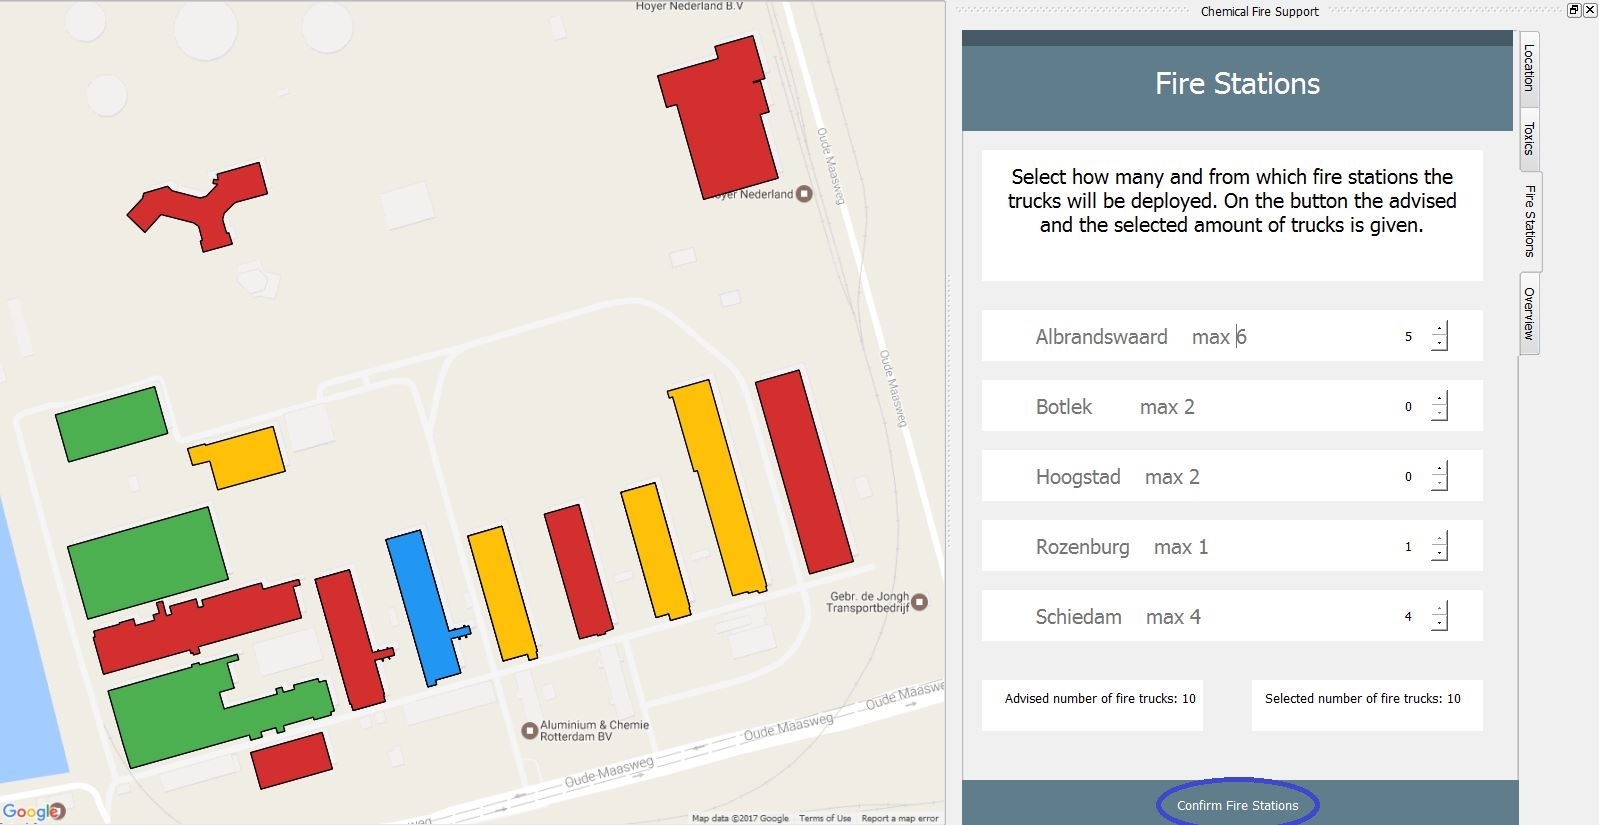 Hoyer Nederland B.V
Oude Maasweg
yer Nederland
Oude Maasweg
Gebr. de Jongh
Transportbedrijf
Aluminium & Chemie
Rotterdam BV
Oude Maasweg
Oude Maasweg
Oude Maaswe
weg
Google
Map data ©2017 Google Terms of Use Report a map error
Chemical Fire Support
Fire Stations
Select how many and from which fire stations the
trucks will be deployed. On the button the advised
and the selected amount of trucks is given.
Albrandswaard max 6 5
Botlek max 2 0
Hoogstad max 2 0
Rozenburg max 1 1
Schiedam max 4 4
Advised number of fire trucks: 10
Selected number of fire trucks: 10
Confirm Fire Stations
Location
Toxics
Fire Stations
Overview